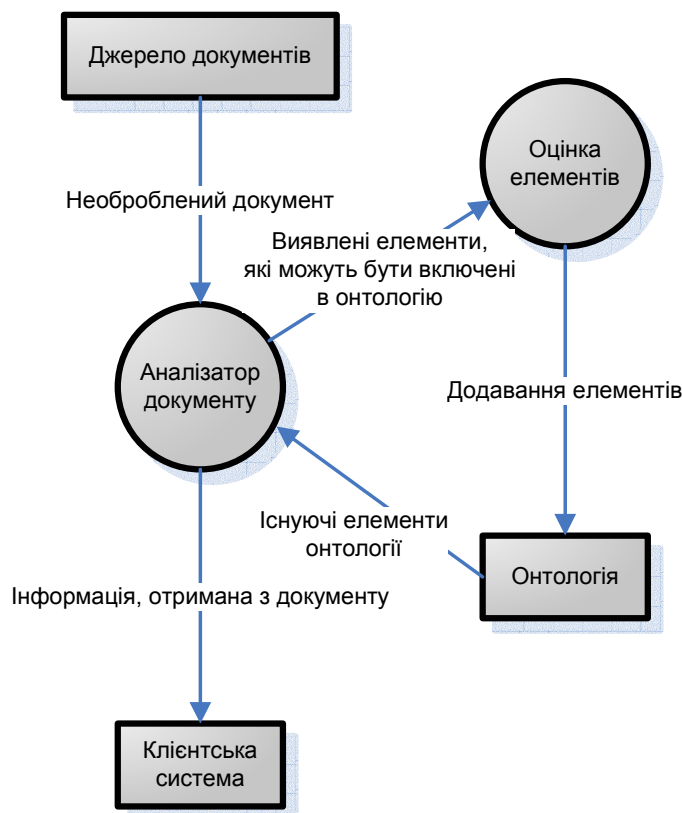 Джерело документів
Оцінка
елементів
Необроблений документ
Виявлені елементи,
які можуть бути включені
в онтологію
Аналізатор
документу
Додавання елементів
Існуючі елементи
онтології
Онтологія
Інформація, отримана з документу
Клієнтська
система